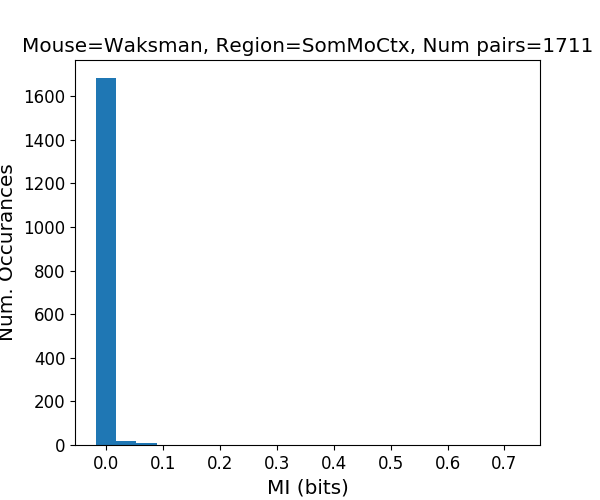 Mouse=Waksman, Region=SomMoCtx, Num pairs=1711
Num. Occurances
1600
1400
1200
1000
800
600
400
200
0
0.0 0.1 0.2 0.3 0.4 0.5 0.6 0.7
MI (bits)